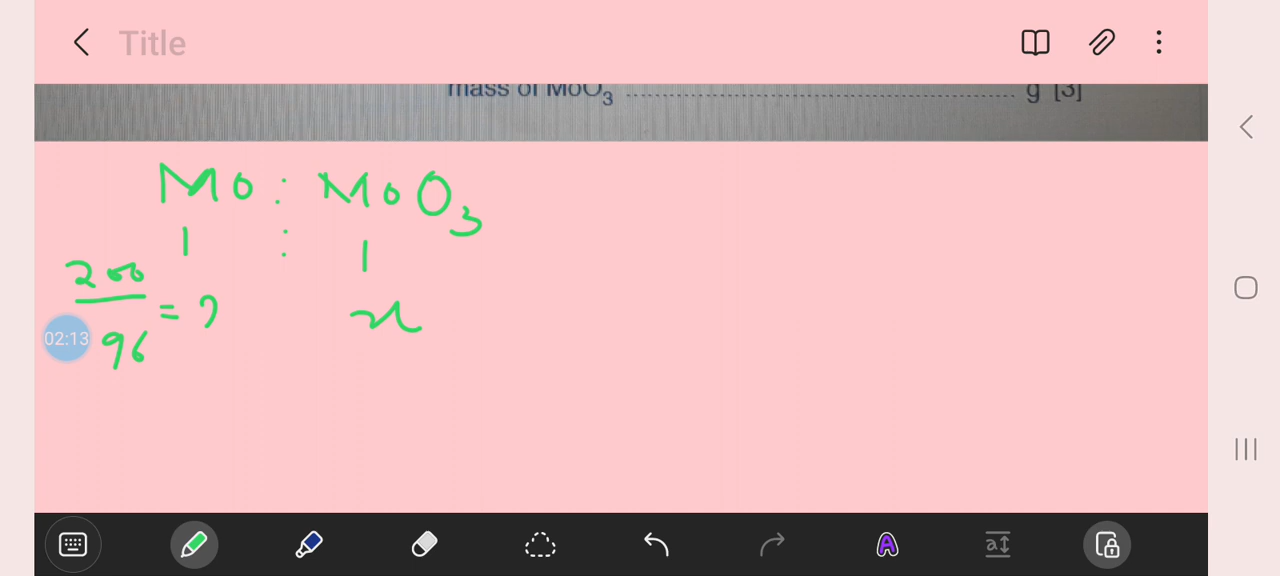 Title
mass of MoO3 ........................................ g [3]
Mo : MoO3
1 : 1
200
= ? x
96
02:13